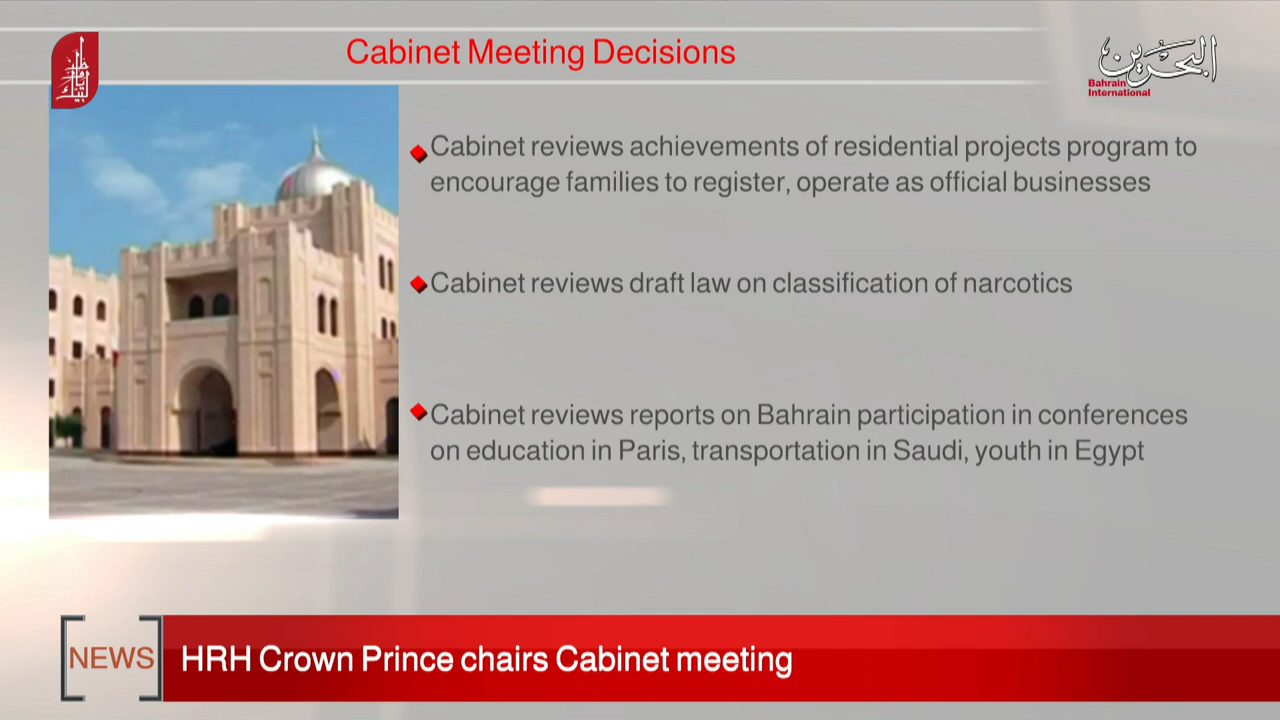 Cabinet Meeting Decisions
البحرين
Bahrain
International
Cabinet reviews achievements of residential projects program to
encourage families to register, operate as official businesses
Cabinet reviews draft law on classification of narcotics
Cabinet reviews reports on Bahrain participation in conferences
on education in Paris, transportation in Saudi, youth in Egypt
NEWS
HRH Crown Prince chairs Cabinet meeting